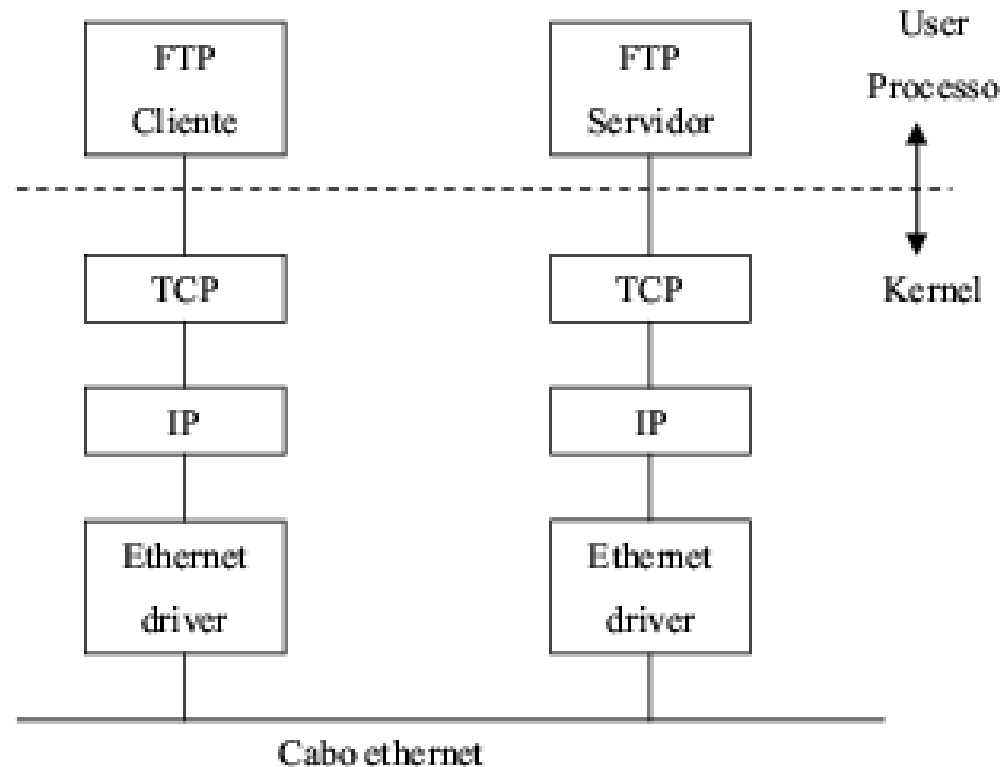 FTP
Cliente
FTP
Servidor
User
Processo
TCP
TCP
Kernel
IP
IP
Ethernet
driver
Ethernet
driver
Cabo ethernet